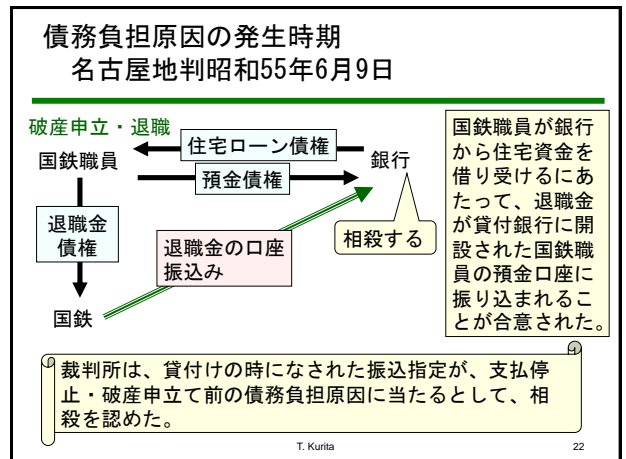 債務負担原因の発生時期
名古屋地判昭和55年6月9日
破産申立・退職
国鉄職員
住宅ローン債権
預金債権
銀行
退職金
債権
退職金の口座
振込み
相殺する
国鉄
国鉄職員が銀行
から住宅資金を
借り受けるにあ
たって、退職金
が貸付銀行に開
設された国鉄職
員の預金口座に
振り込まれるこ
とが合意された。
裁判所は、貸付けの時になされた振込指定が、支払停
止・破産申立て前の債務負担原因に当たるとして、相
殺を認めた。
T. Kurita
22